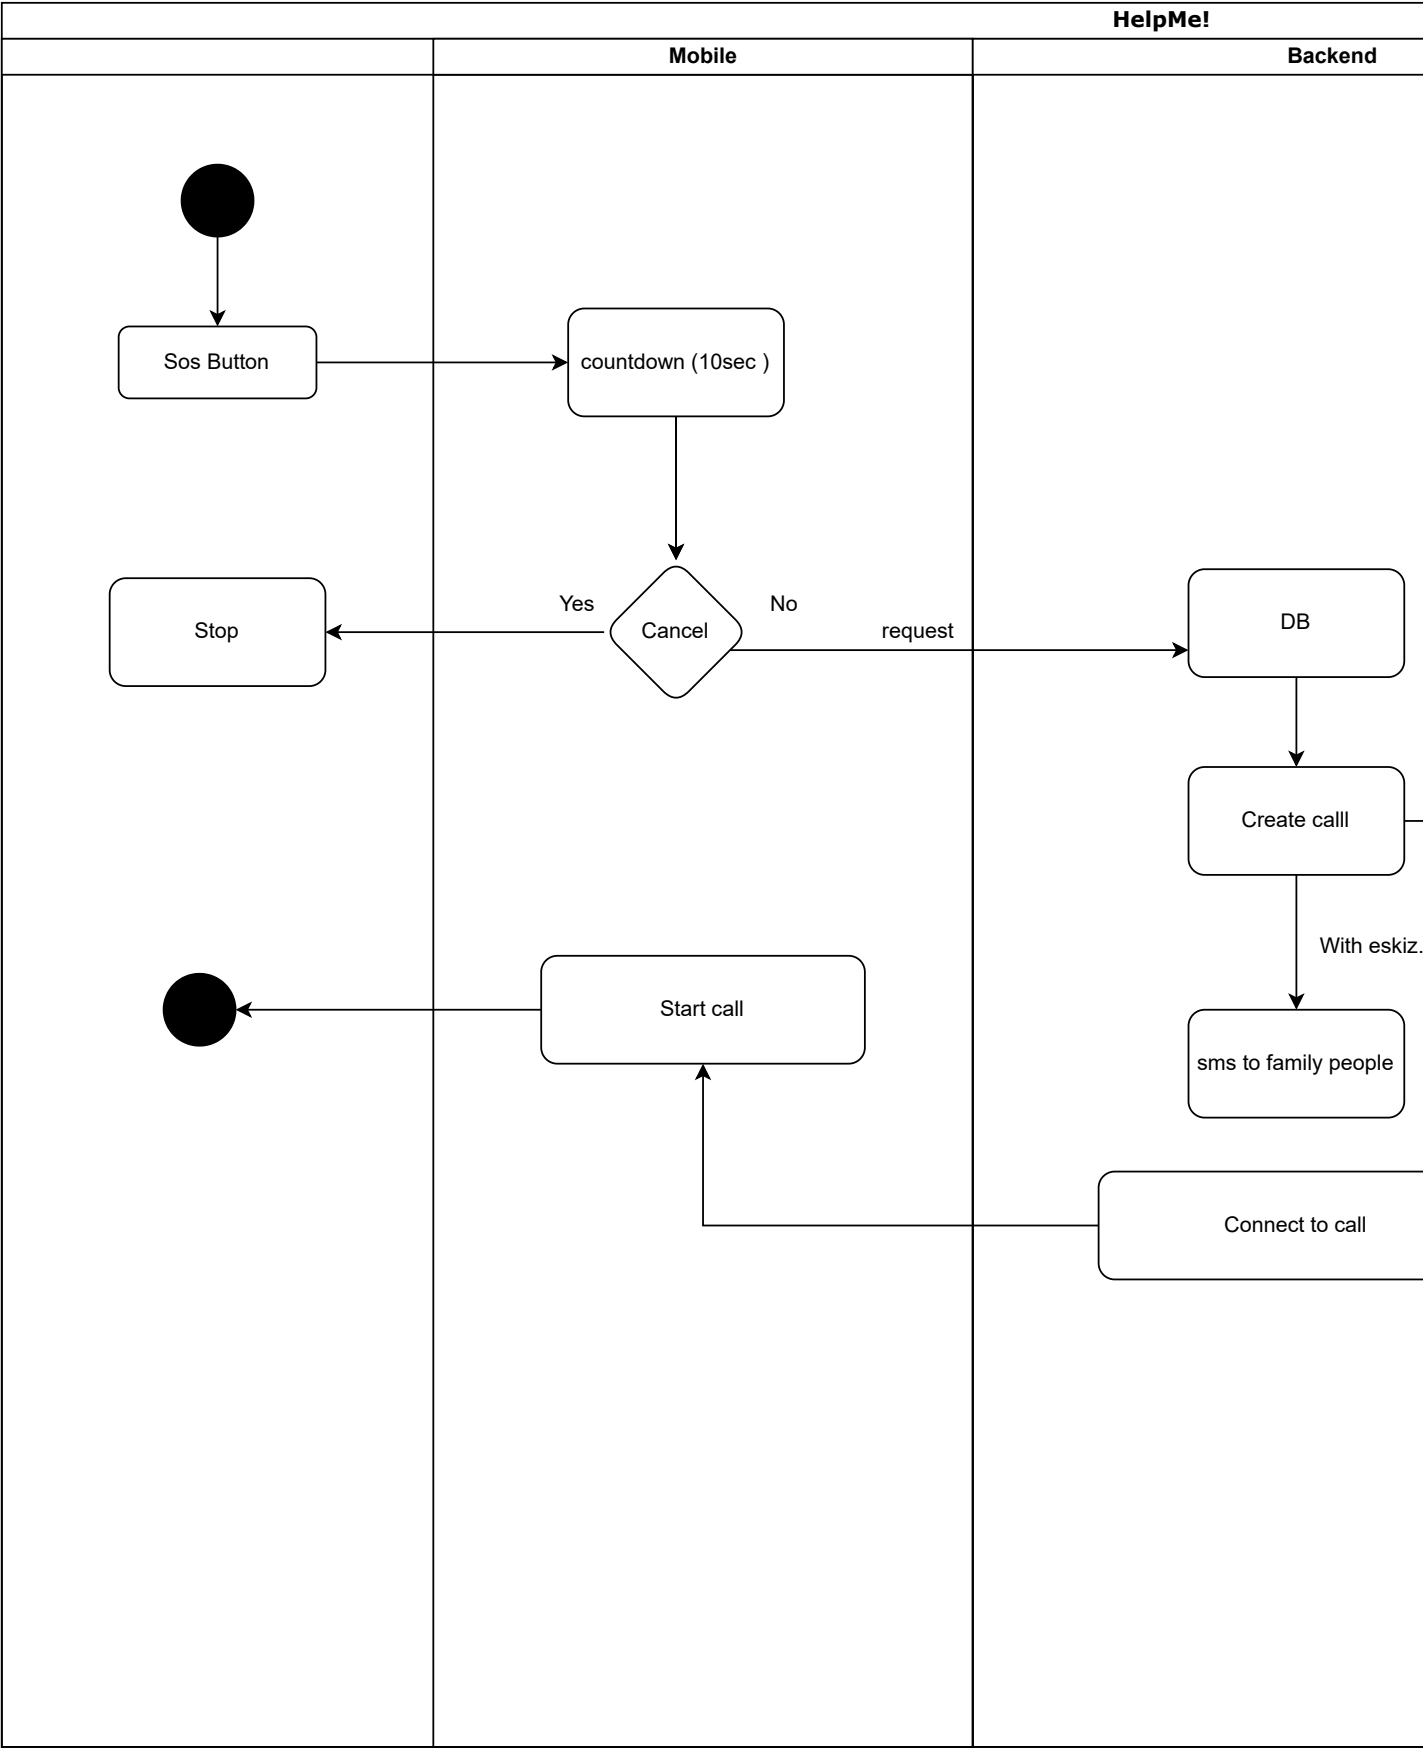 HelpMe!
Mobile
Backend
Sos Button
countdown (10sec )
Stop
Yes
Cancel
No
request
DB
Create calll
With eskiz.
Start call
sms to family people
Connect to call